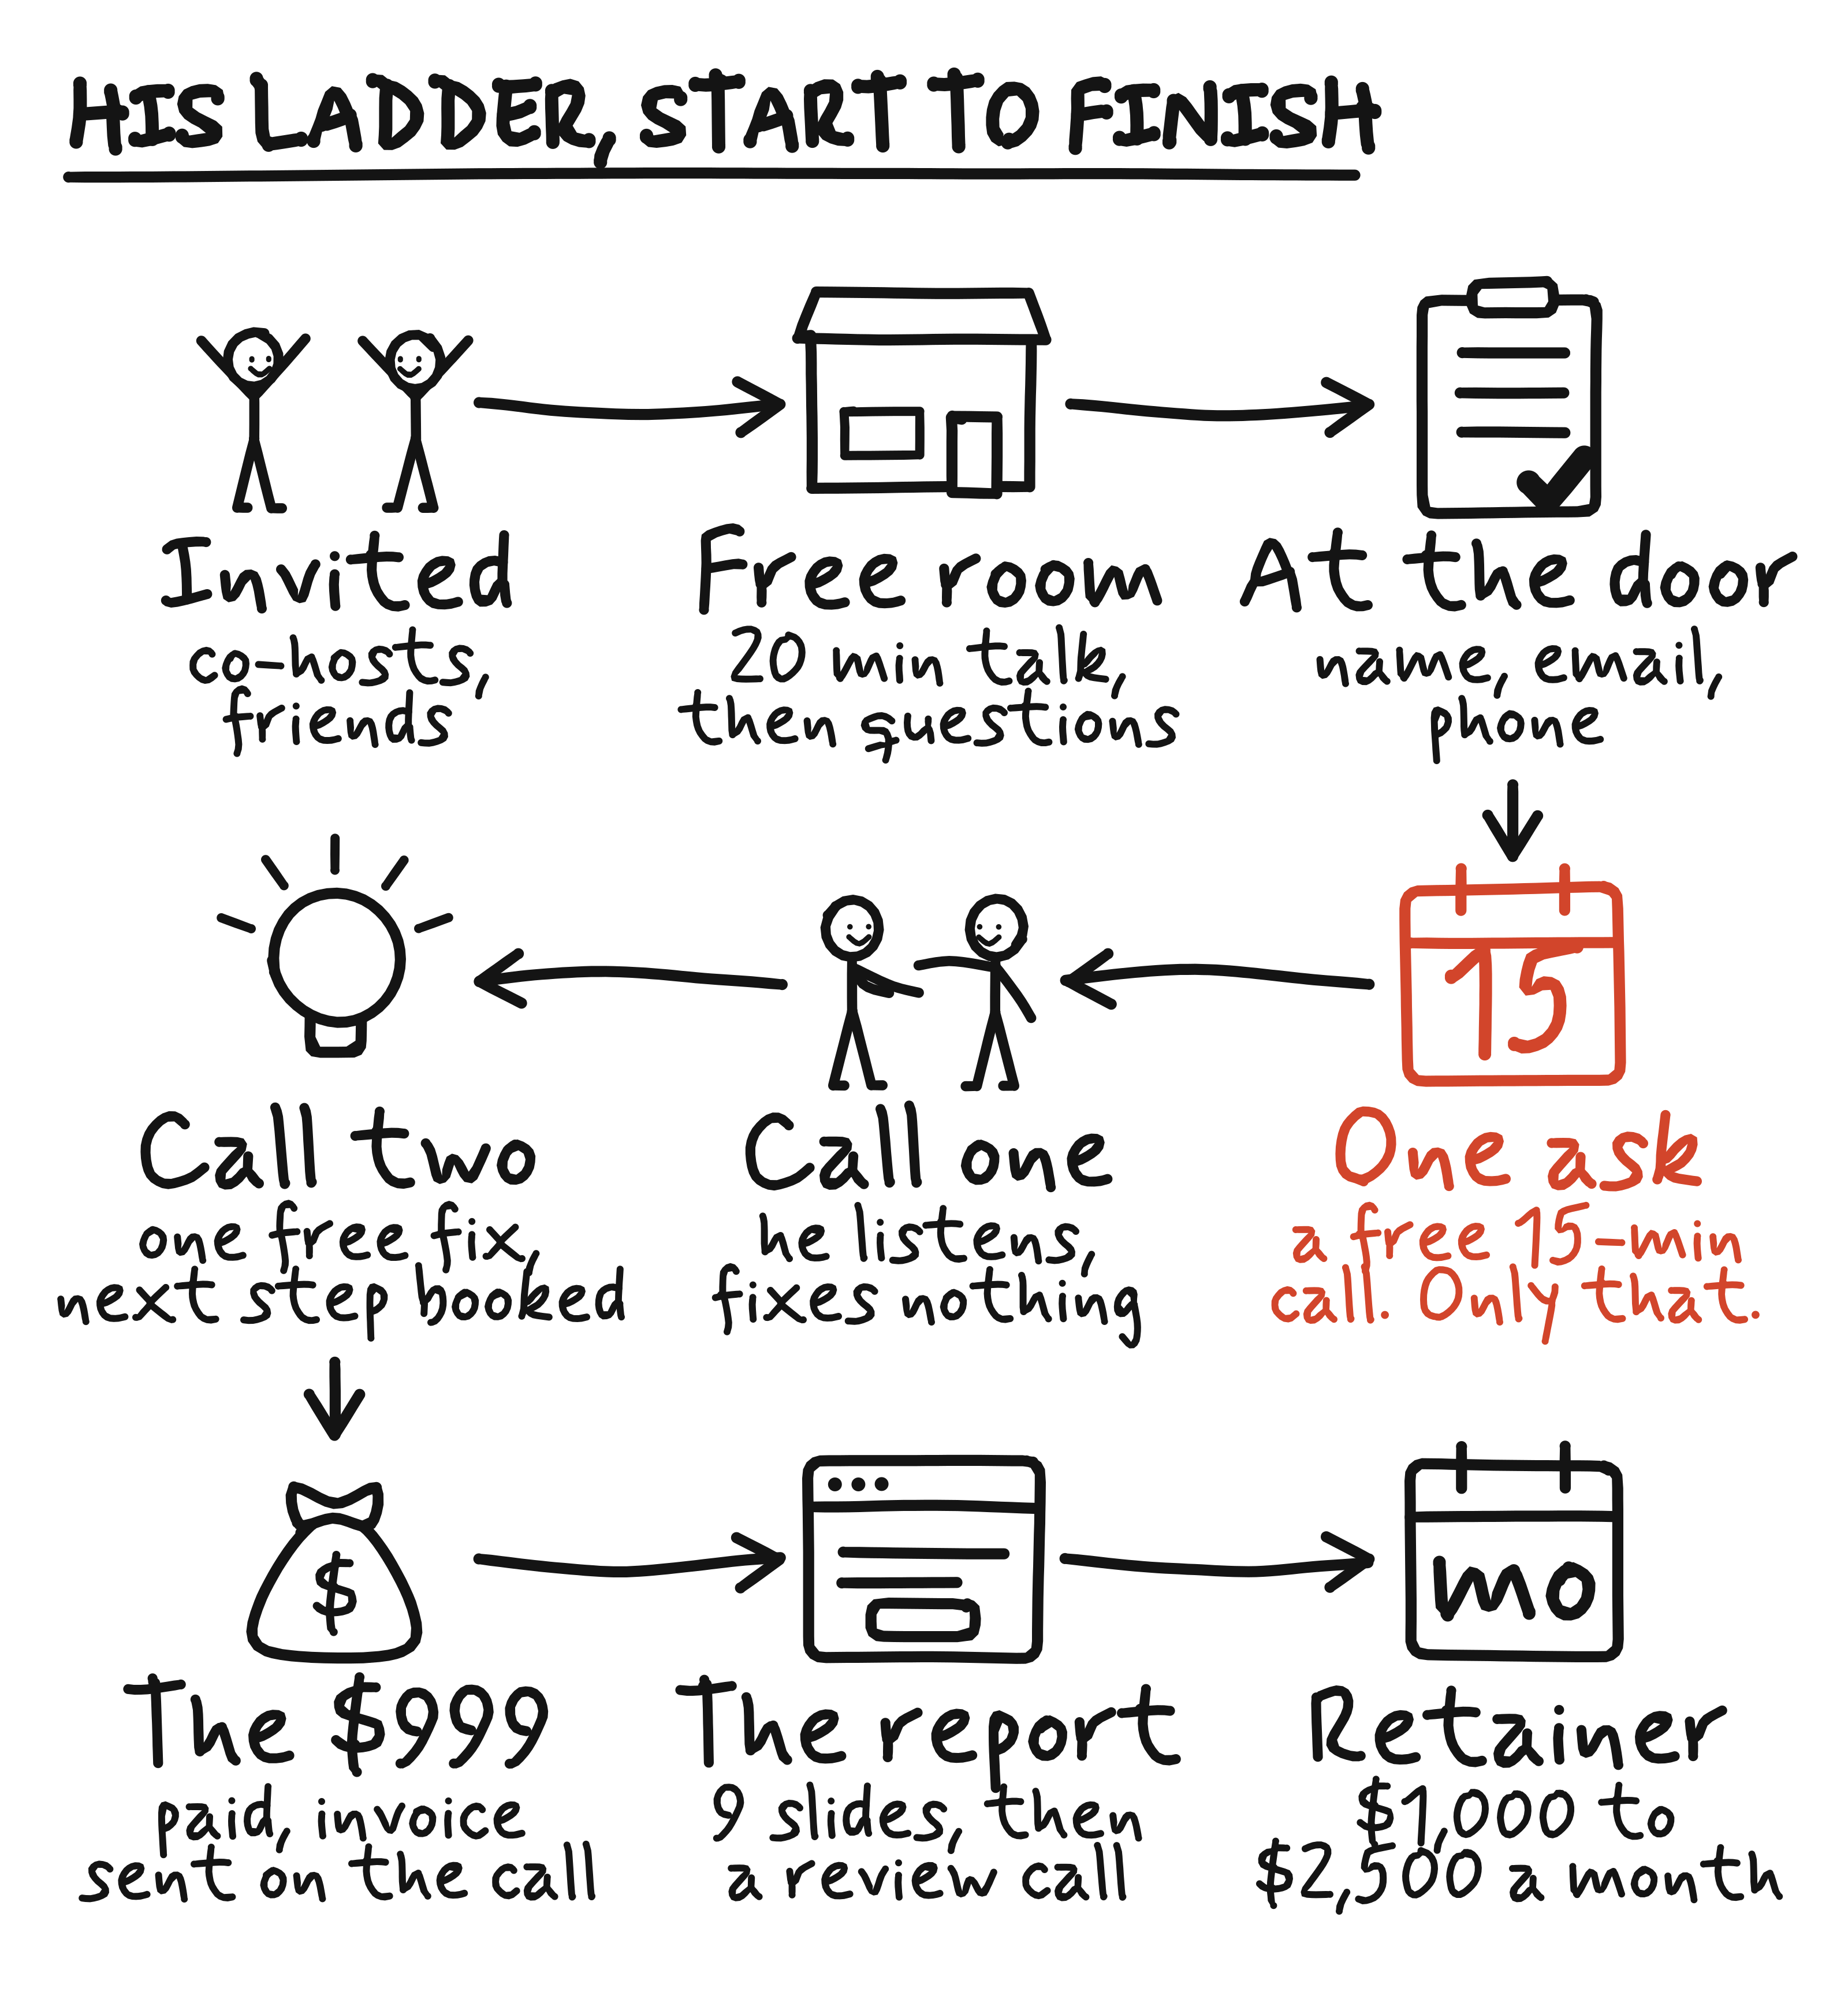 HIS LADDER, START TO FINISH
Invited
co-hosts,
friends
Free room
20 min talk,
then questions
At the door
name, email,
phone
15
One ask
a free 15-min
call. Only that.
Call one
he listens,
fixes nothing
Call two
one free fix,
next step booked
$
The $999
paid, invoice
sent on the call
The report
9 slides, then
a review call
mo
Retainer
$1,000 to
$2,500 a month